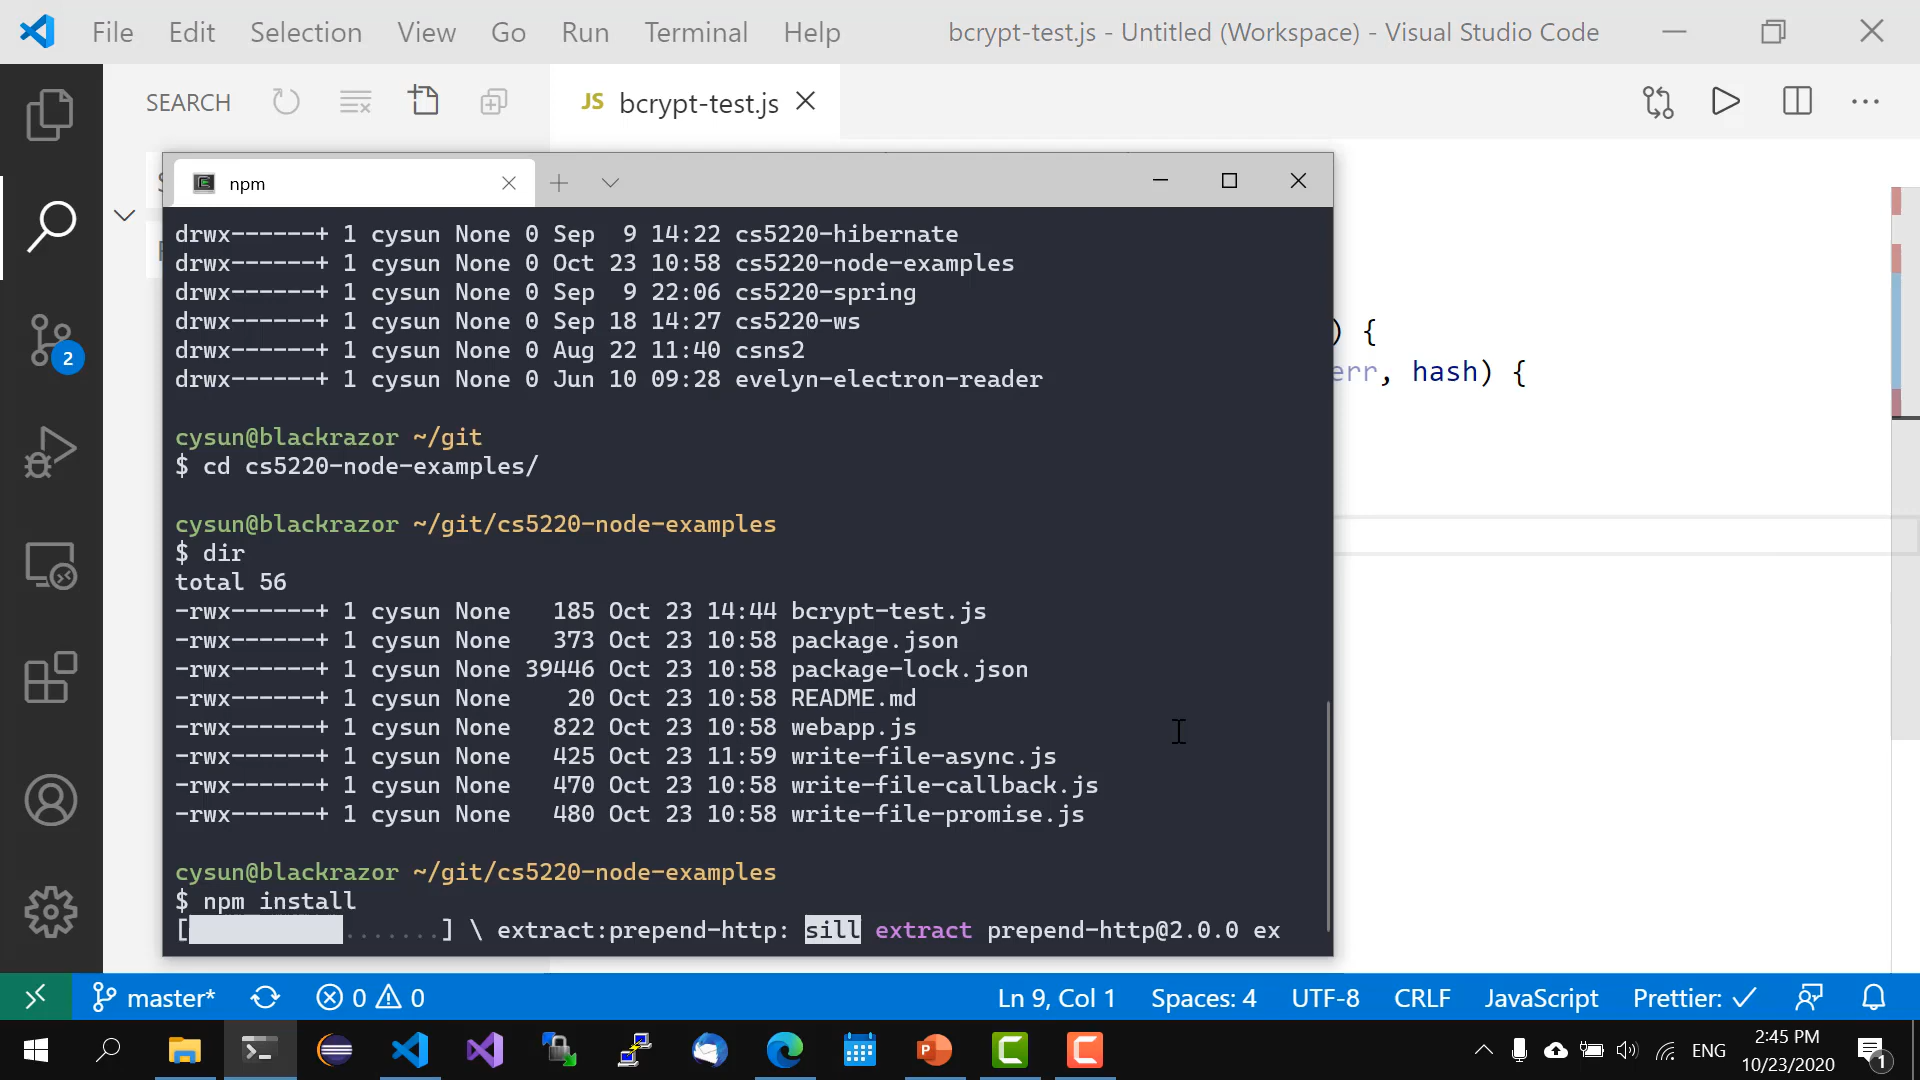 File Edit Selection View Go Run Terminal Help bcrypt-test.js - Untitled (Workspace) - Visual Studio Code
SEARCH JS bcrypt-test.js
npm
drwx------+ 1 cysun None 0 Sep  9 14:22 cs5220-hibernate
drwx------+ 1 cysun None 0 Oct 23 10:58 cs5220-node-examples
drwx------+ 1 cysun None 0 Sep  9 22:06 cs5220-spring
drwx------+ 1 cysun None 0 Sep 18 14:27 cs5220-ws
drwx------+ 1 cysun None 0 Aug 22 11:40 csns2
drwx------+ 1 cysun None 0 Jun 10 09:28 evelyn-electron-reader
) {
err, hash) {
cysun@blackrazor ~/git
$ cd cs5220-node-examples/
cysun@blackrazor ~/git/cs5220-node-examples
$ dir
total 56
-rwx------+ 1 cysun None   185 Oct 23 14:44 bcrypt-test.js
-rwx------+ 1 cysun None   373 Oct 23 10:58 package.json
-rwx------+ 1 cysun None 39446 Oct 23 10:58 package-lock.json
-rwx------+ 1 cysun None    20 Oct 23 10:58 README.md
-rwx------+ 1 cysun None   822 Oct 23 10:58 webapp.js
-rwx------+ 1 cysun None   425 Oct 23 11:59 write-file-async.js
-rwx------+ 1 cysun None   470 Oct 23 10:58 write-file-callback.js
-rwx------+ 1 cysun None   480 Oct 23 10:58 write-file-promise.js
cysun@blackrazor ~/git/cs5220-node-examples
$ npm install
[.......] \ extract:prepend-http: sill extract prepend-http@2.0.0 ex
2
master* 0 0 Ln 9, Col 1 Spaces: 4 UTF-8 CRLF JavaScript Prettier: ✓
ENG 2:45 PM
10/23/2020 1